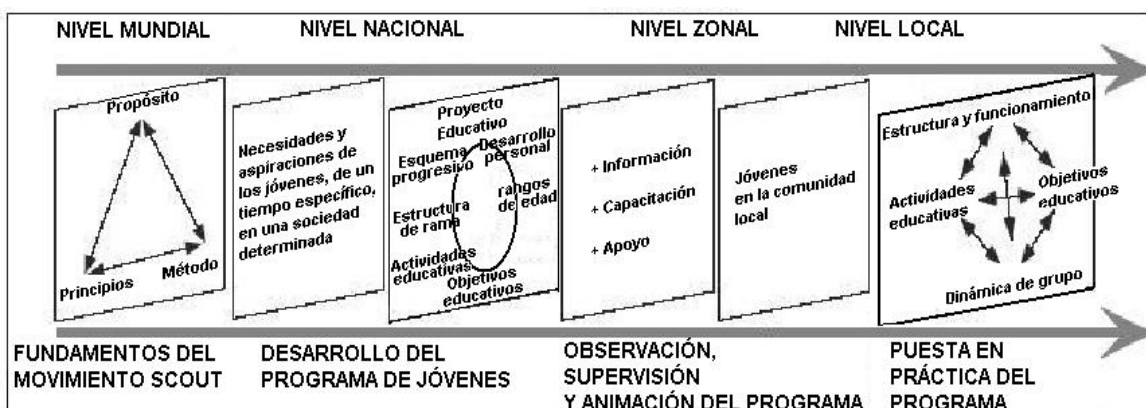 NIVEL MUNDIAL
NIVEL NACIONAL
NIVEL ZONAL
NIVEL LOCAL
Propósito
Principios
Método
Necesidades y
aspiraciones de
los jóvenes, de un
tiempo específico,
en una sociedad
determinada
Proyecto
Educativo
Esquema
progresivo
Desarrollo
personal
Estructura
de rama
rangos
de edad
Actividades
educativas
Objetivos
educativos
+ Información
+ Capacitación
+ Apoyo
Jóvenes
en la comunidad
local
Estructura y funcionamiento
Actividades
educativas
Objetivos
educativos
Dinámica de grupo
FUNDAMENTOS DEL
MOVIMIENTO SCOUT
DESARROLLO DEL
PROGRAMA DE JÓVENES
OBSERVACIÓN,
SUPERVISIÓN
Y ANIMACIÓN DEL PROGRAMA
PUESTA EN
PRÁCTICA DEL
PROGRAMA